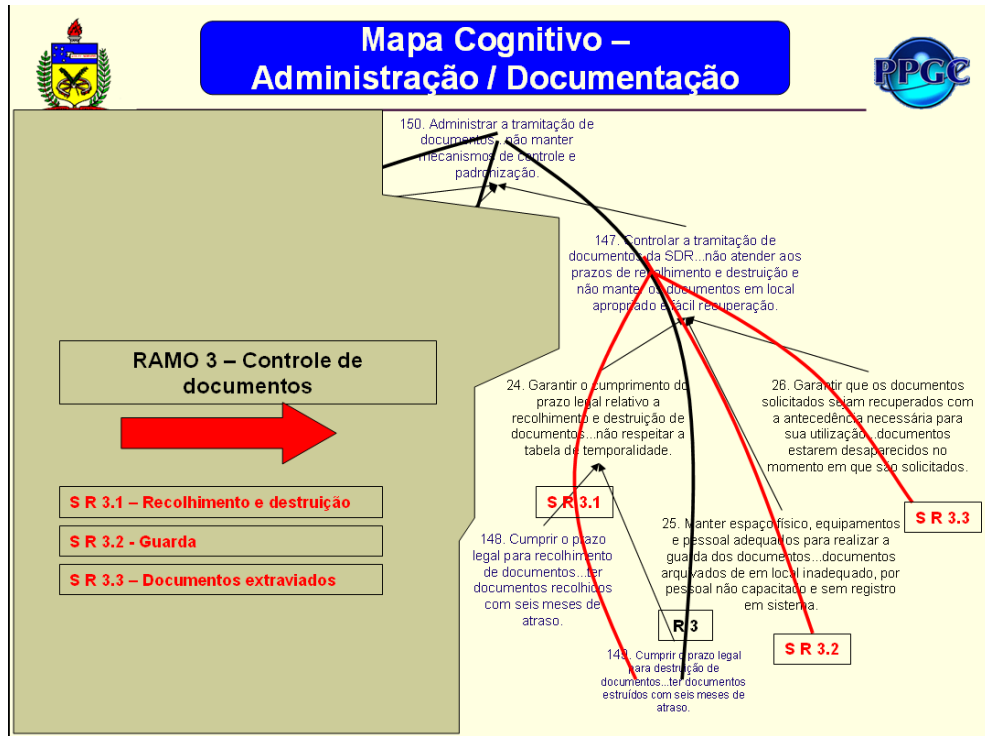 Mapa Cognitivo –
Administração / Documentação
PPGC
150. Administrar a tramitação de
documentos...não manter
mecanismos de controle e
padronização.
147. Controlar a tramitação de
documentos da SDR...não atender aos
prazos de recolhimento e destruição e
não manter os documentos em local
apropriado e fácil recuperação.
RAMO 3 – Controle de
documentos
24. Garantir o cumprimento do
prazo legal relativo a
recolhimento e destruição de
documentos...não respeitar a
tabela de temporalidade.
26. Garantir que os documentos
solicitados sejam recuperados com
a antecedência necessária para
sua utilização...documentos
estarem desaparecidos no
momento em que são solicitados.
S R 3.1 – Recolhimento e destruição
S R 3.2 - Guarda
S R 3.3 – Documentos extraviados
S R 3.1
S R 3.3
148. Cumprir o prazo
legal para recolhimento
de documentos...ter
documentos recolhidos
com seis meses de
atraso.
25. Manter espaço físico, equipamentos
e pessoal adequados para realizar a
guarda dos documentos...documentos
arquivados de em local inadequado, por
pessoal não capacitado e sem registro
em sistema.
R 3
S R 3.2
149. Cumprir o prazo legal
para destruição de
documentos...ter documentos
estruídos com seis meses de
atraso.